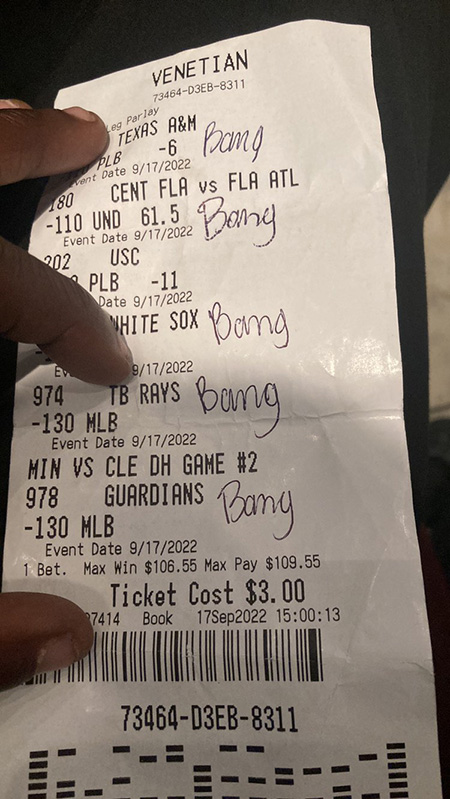 VENETIAN
73464-D3EB-8311
Leg Parlay
TEXAS A&M Bang
PLB -6
Event Date 9/17/2022
180 CENT FLA vs FLA ATL
-110 UND 61.5 Bang
Event Date 9/17/2022
202 USC
PLB -11
Date 9/17/2022
WHITE SOX Bang
9/17/2022
974 TB RAYS Bang
-130 MLB
Event Date 9/17/2022
MIN VS CLE DH GAME #2
978 GUARDIANS Bang
-130 MLB
Event Date 9/17/2022
1 Bet. Max Win $106.55 Max Pay $109.55
Ticket Cost $3.00
7414 Book 17Sep2022 15:00:13
73464-D3EB-8311